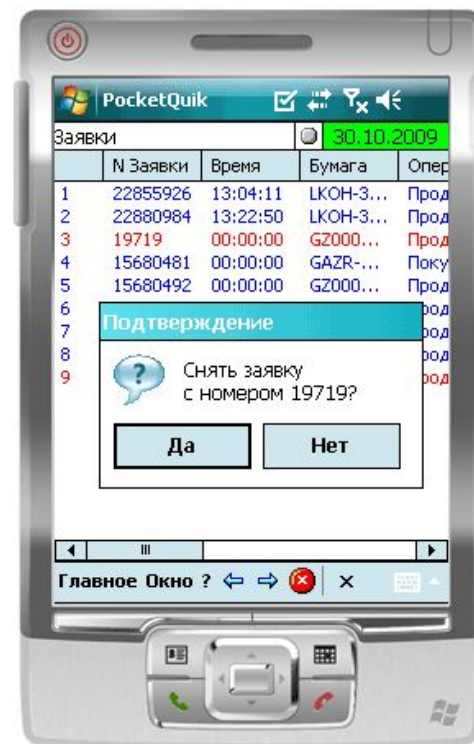 PocketQuik
Заявки 30.10.2009
N Заявки Время Бумага Опер
1 22855926 13:04:11 LKOH-3... Прод
2 22880984 13:22:50 LKOH-3... Прод
3 19719 00:00:00 GZ000... Прод
4 15680481 00:00:00 GAZR-... Поку
5 15680492 00:00:00 GZ000... Прод
6
7
8
9
Подтверждение
? Снять заявку
с номером 19719?
Да Нет
Главное Окно ?